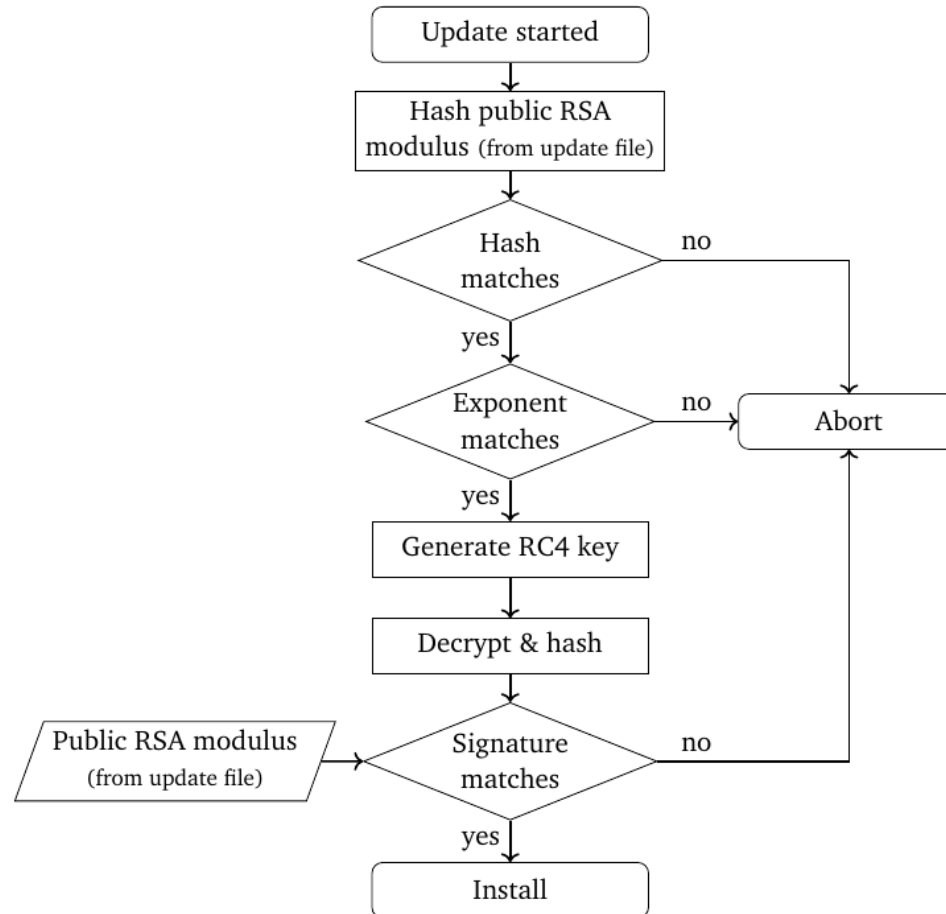 Update started
Hash public RSA
modulus (from update file)
Hash
matches
no
yes
Exponent
matches
no
Abort
yes
Generate RC4 key
Decrypt & hash
Public RSA modulus
(from update file)
Signature
matches
no
yes
Install